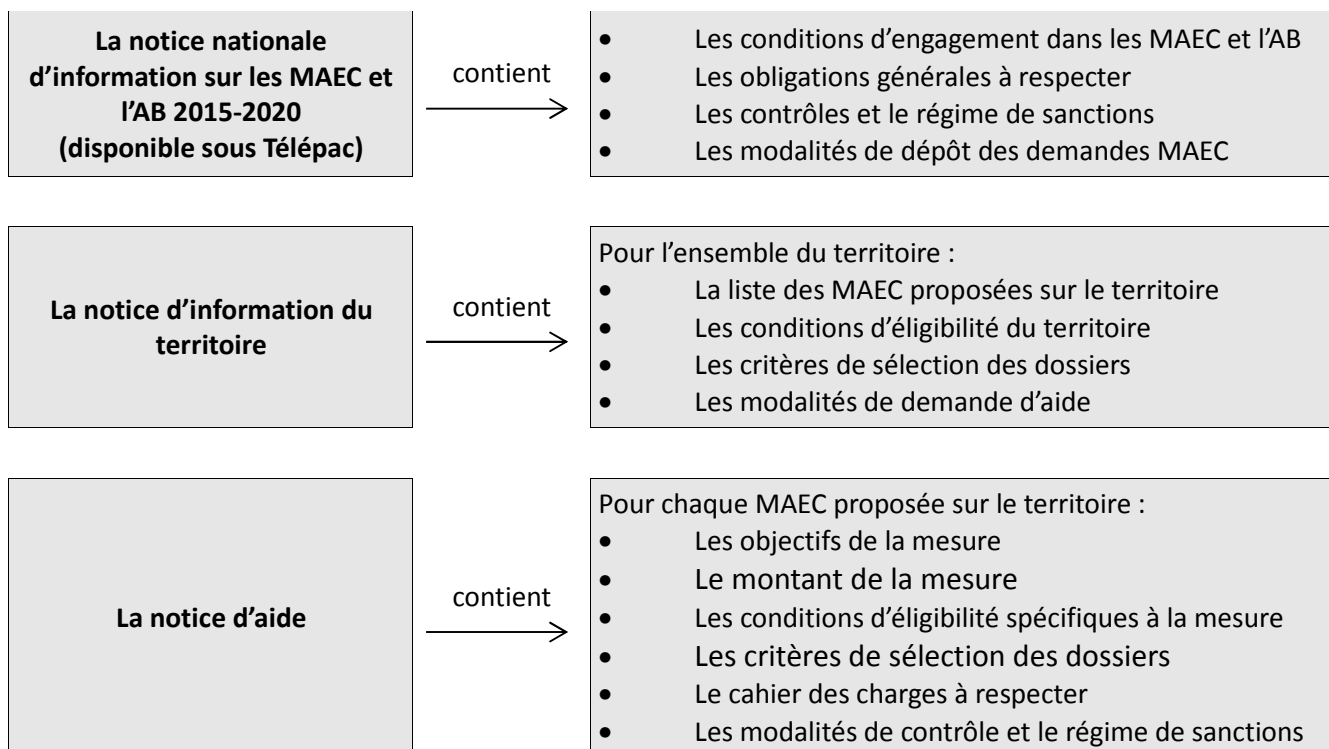 La notice nationale
d’information sur les MAEC et
l’AB 2015-2020
(disponible sous Télépac)
contient
• Les conditions d’engagement dans les MAEC et l’AB
• Les obligations générales à respecter
• Les contrôles et le régime de sanctions
• Les modalités de dépôt des demandes MAEC
La notice d’information du
territoire
contient
Pour l’ensemble du territoire :
• La liste des MAEC proposées sur le territoire
• Les conditions d’éligibilité du territoire
• Les critères de sélection des dossiers
• Les modalités de demande d’aide
La notice d’aide
contient
Pour chaque MAEC proposée sur le territoire :
• Les objectifs de la mesure
• Le montant de la mesure
• Les conditions d’éligibilité spécifiques à la mesure
• Les critères de sélection des dossiers
• Le cahier des charges à respecter
• Les modalités de contrôle et le régime de sanctions